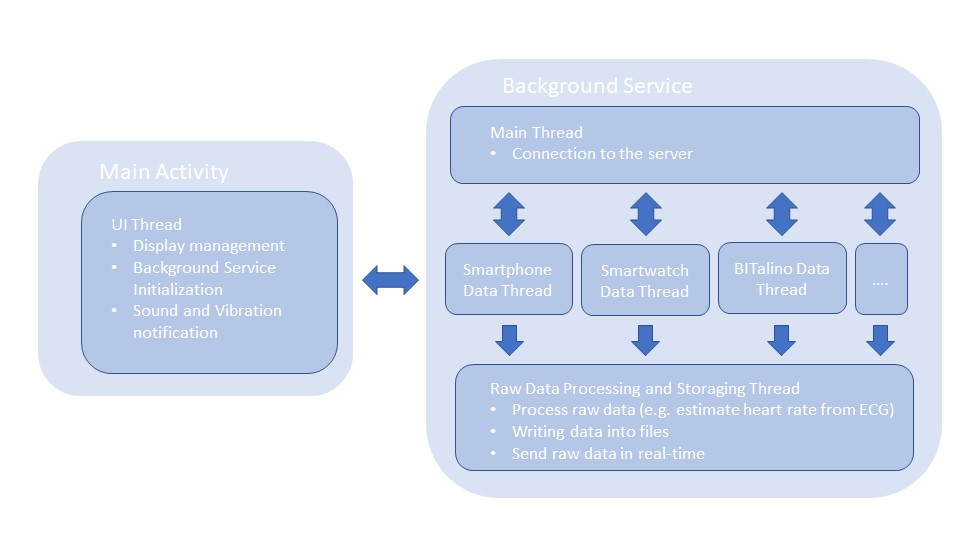 Background Service
Main Thread
• Connection to the server
Main Activity
UI Thread
• Display management
• Background Service
Initialization
• Sound and Vibration
notification
Smartphone
Data Thread
Smartwatch
Data Thread
BITalino Data
Thread
....
Raw Data Processing and Storaging Thread
• Process raw data (e.g. estimate heart rate from ECG)
• Writing data into files
• Send raw data in real-time